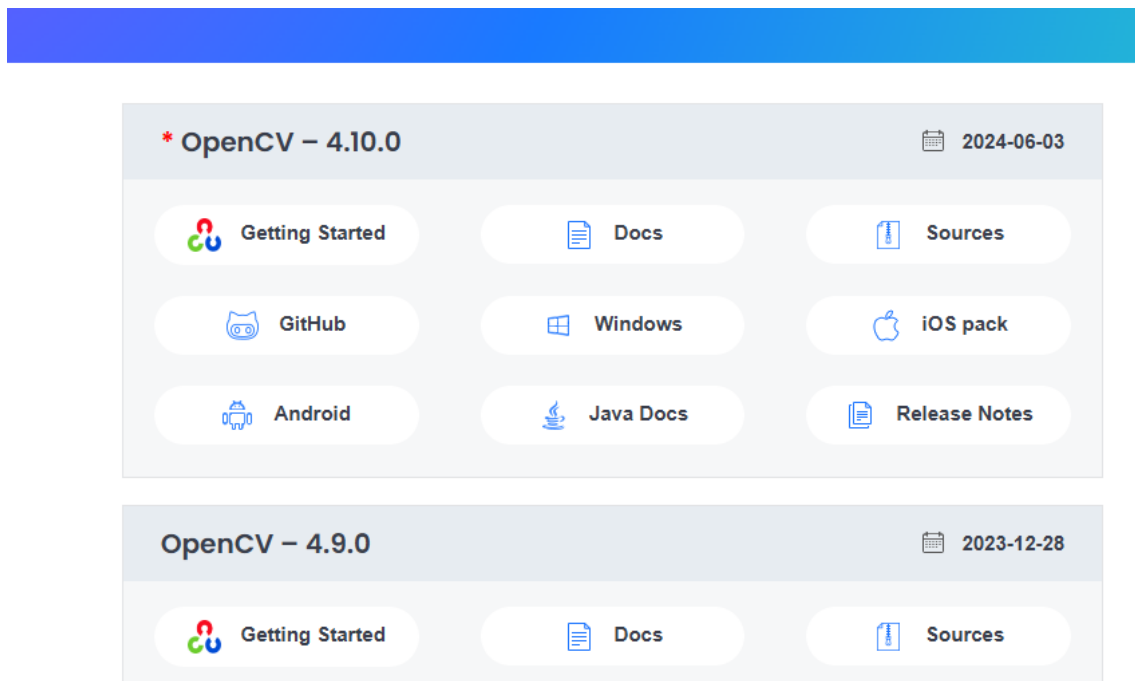 * OpenCV – 4.10.0 2024-06-03
Getting Started Docs Sources
GitHub Windows iOS pack
Android Java Docs Release Notes
OpenCV – 4.9.0 2023-12-28
Getting Started Docs Sources